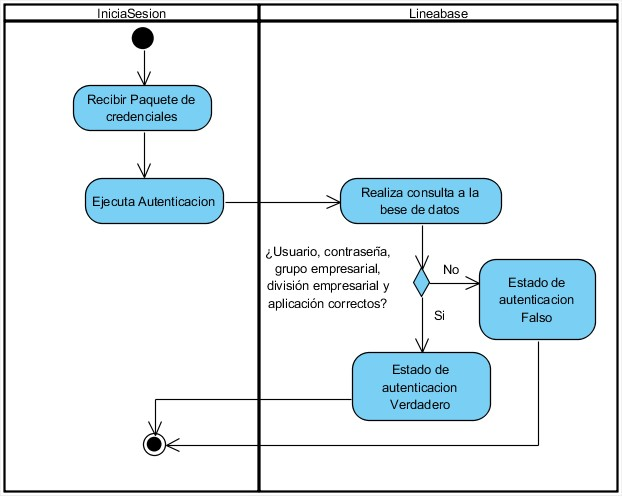 IniciaSesion
Lineabase
Recibir Paquete de
credenciales
Ejecuta Autenticacion
Realiza consulta a la
bese de datos
¿Usuario, contraseña,
grupo empresarial,
división empresarial y
aplicación correctos?
No
Si
Estado de
autenticacion
Falso
Estado de
autenticacion
Verdadero